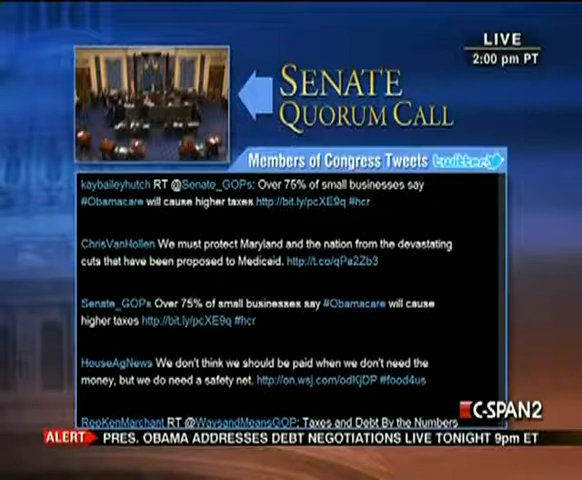 LIVE
2:00 pm PT
SENATE
QUORUM CALL
Members of Congress Tweets twitter
kaybaileyhutch RT @Senate_GOPs: Over 75% of small businesses say
#Obamacare will cause higher taxes http://bit.ly/pcXE9q #hcr
ChrisVanHollen We must protect Maryland and the nation from the devastating
cuts that have been proposed to Medicaid. http://t.co/qPa2Zb3
Senate_GOPs Over 75% of small businesses say #Obamacare will cause
higher taxes http://bit.ly/pcXE9q #hcr
HouseAgNews We don't think we should be paid when we don't need the
money, but we do need a safety net. http://on.wsj.com/odKjDP #food4us
RepKenMarchant RT @WaysandMeansGOP: Taxes and Debt By the Numbers
C-SPAN2
ALERT PRES. OBAMA ADDRESSES DEBT NEGOTIATIONS LIVE TONIGHT 9pm ET